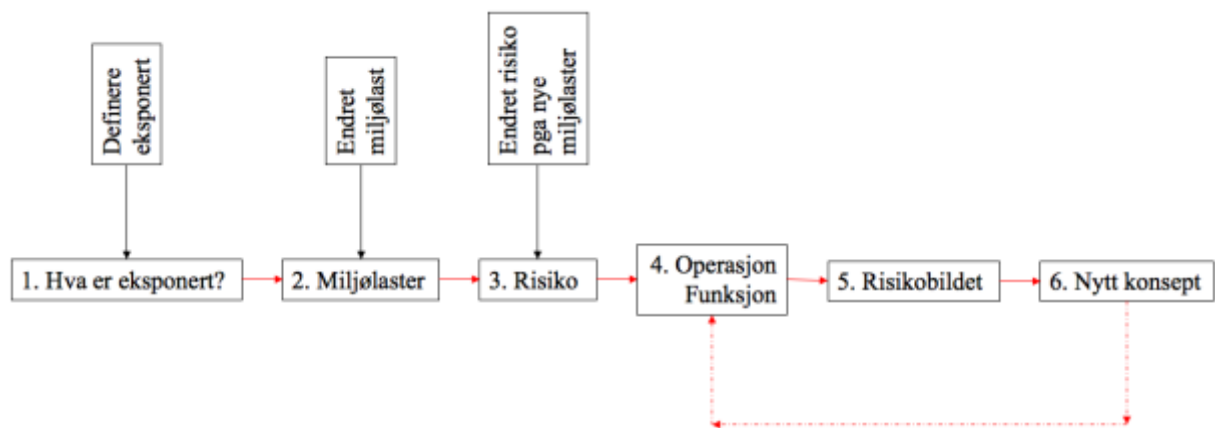 Definere
eksponert
Endret
miljølast
Endret risiko
pga nye
miljølaster
1. Hva er eksponert?
2. Miljølaster
3. Risiko
4. Operasjon
Funksjon
5. Risikobildet
6. Nytt konsept